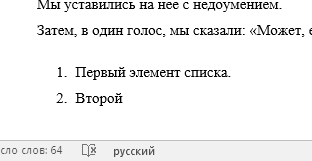 Мы уставились на нее с недоумением.
Затем, в один голос, мы сказали: «Может,
1. Первый элемент списка.
2. Второй
слов: 64 русский